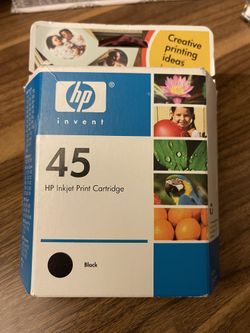 Creative
printing
ideas
hp
invent
45
HP Inkjet Print Cartridge
Black